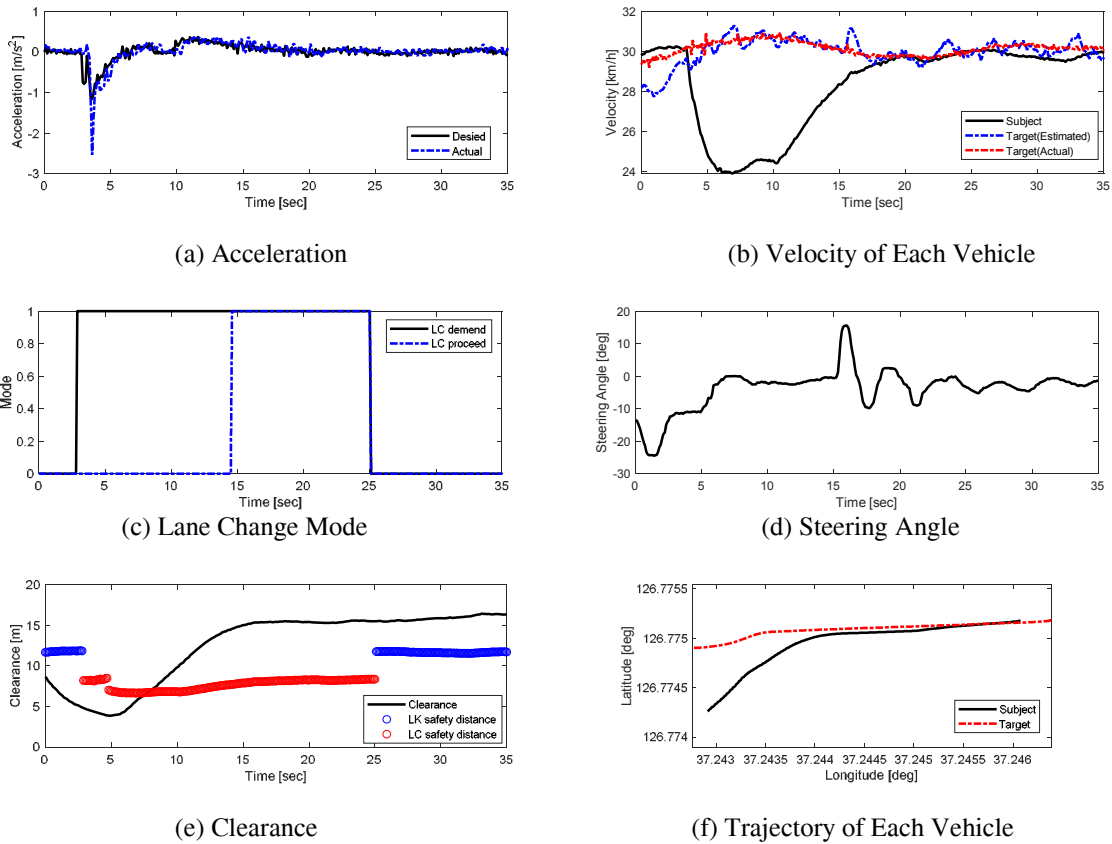 1
0
-1
-2
-3
Acceleration [m/s²]
Desied
Actual
0 5 10 15 20 25 30 35
Time [sec]
(a) Acceleration
32
30
28
26
24
Velocity [km/h]
Subject
Target(Estimated)
Target(Actual)
0 5 10 15 20 25 30 35
Time [sec]
(b) Velocity of Each Vehicle
1
0.8
0.6
0.4
0.2
0
Mode
LC demend
LC proceed
0 5 10 15 20 25 30 35
Time [sec]
(c) Lane Change Mode
20
10
0
-10
-20
-30
Steering Angle [deg]
0 5 10 15 20 25 30 35
Time [sec]
(d) Steering Angle
20
15
10
5
0
Clearance [m]
Clearance
LK safety distance
LC safety distance
0 5 10 15 20 25 30 35
Time [sec]
(e) Clearance
126.7755
126.775
126.7745
126.774
Latitude [deg]
Subject
Target
37.243 37.2435 37.244 37.2445 37.245 37.2455 37.246
Longitude [deg]
(f) Trajectory of Each Vehicle